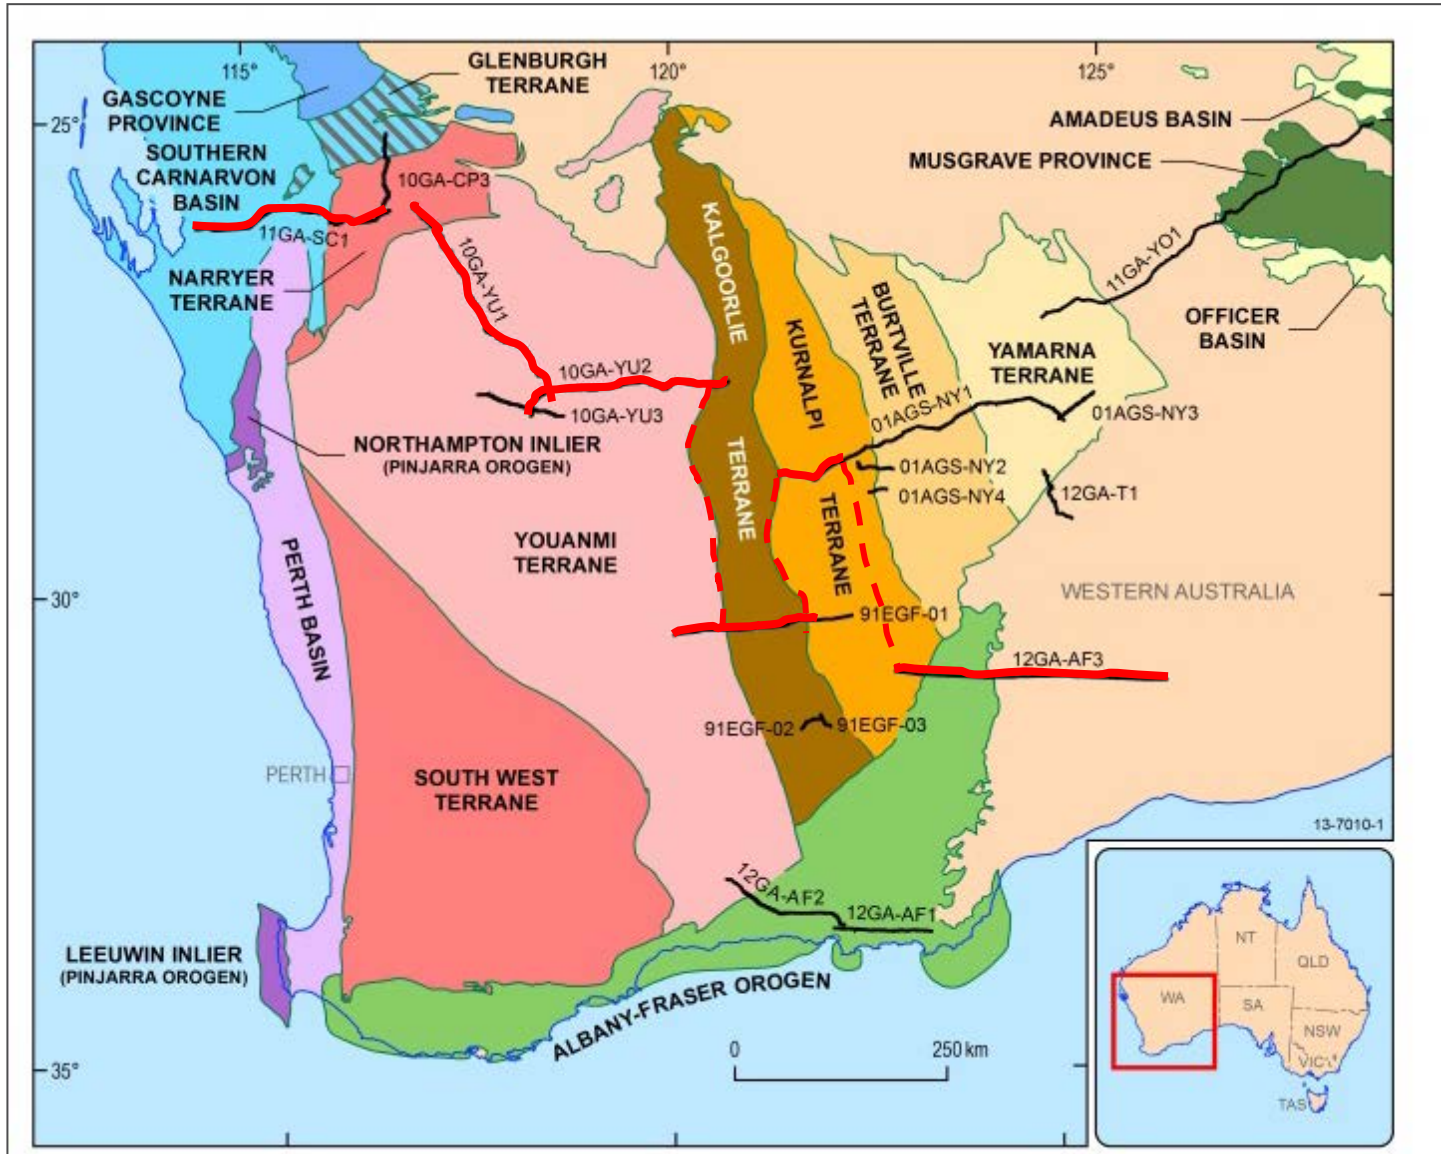 115°
120°
125°
25°
30°
35°
GLENBURGH
TERRANE
GASCOYNE
PROVINCE
SOUTHERN
CARNARVON
BASIN
10GA-CP3
11GA-SC1
NARRYER
TERRANE
10GA-YU1
10GA-YU2
10GA-YU3
NORTHAMPTON INLIER
(PINJARRA OROGEN)
KALGOORLIE
TERRANE
KURNALPI
TERRANE
BURTVILLE
TERRANE
AMADEUS BASIN
MUSGRAVE PROVINCE
11GA-YO1
OFFICER
BASIN
YAMARNA
TERRANE
01AGS-NY1
01AGS-NY3
01AGS-NY2
01AGS-NY4
12GA-T1
YOUANMI
TERRANE
PERTH BASIN
WESTERN AUSTRALIA
91EGF-01
12GA-AF3
91EGF-02
91EGF-03
PERTH
SOUTH WEST
TERRANE
13-7010-1
12GA-AF2
12GA-AF1
LEEUWIN INLIER
(PINJARRA OROGEN)
ALBANY-FRASER OROGEN
0
250 km
NT
QLD
WA
SA
NSW
VIC
TAS